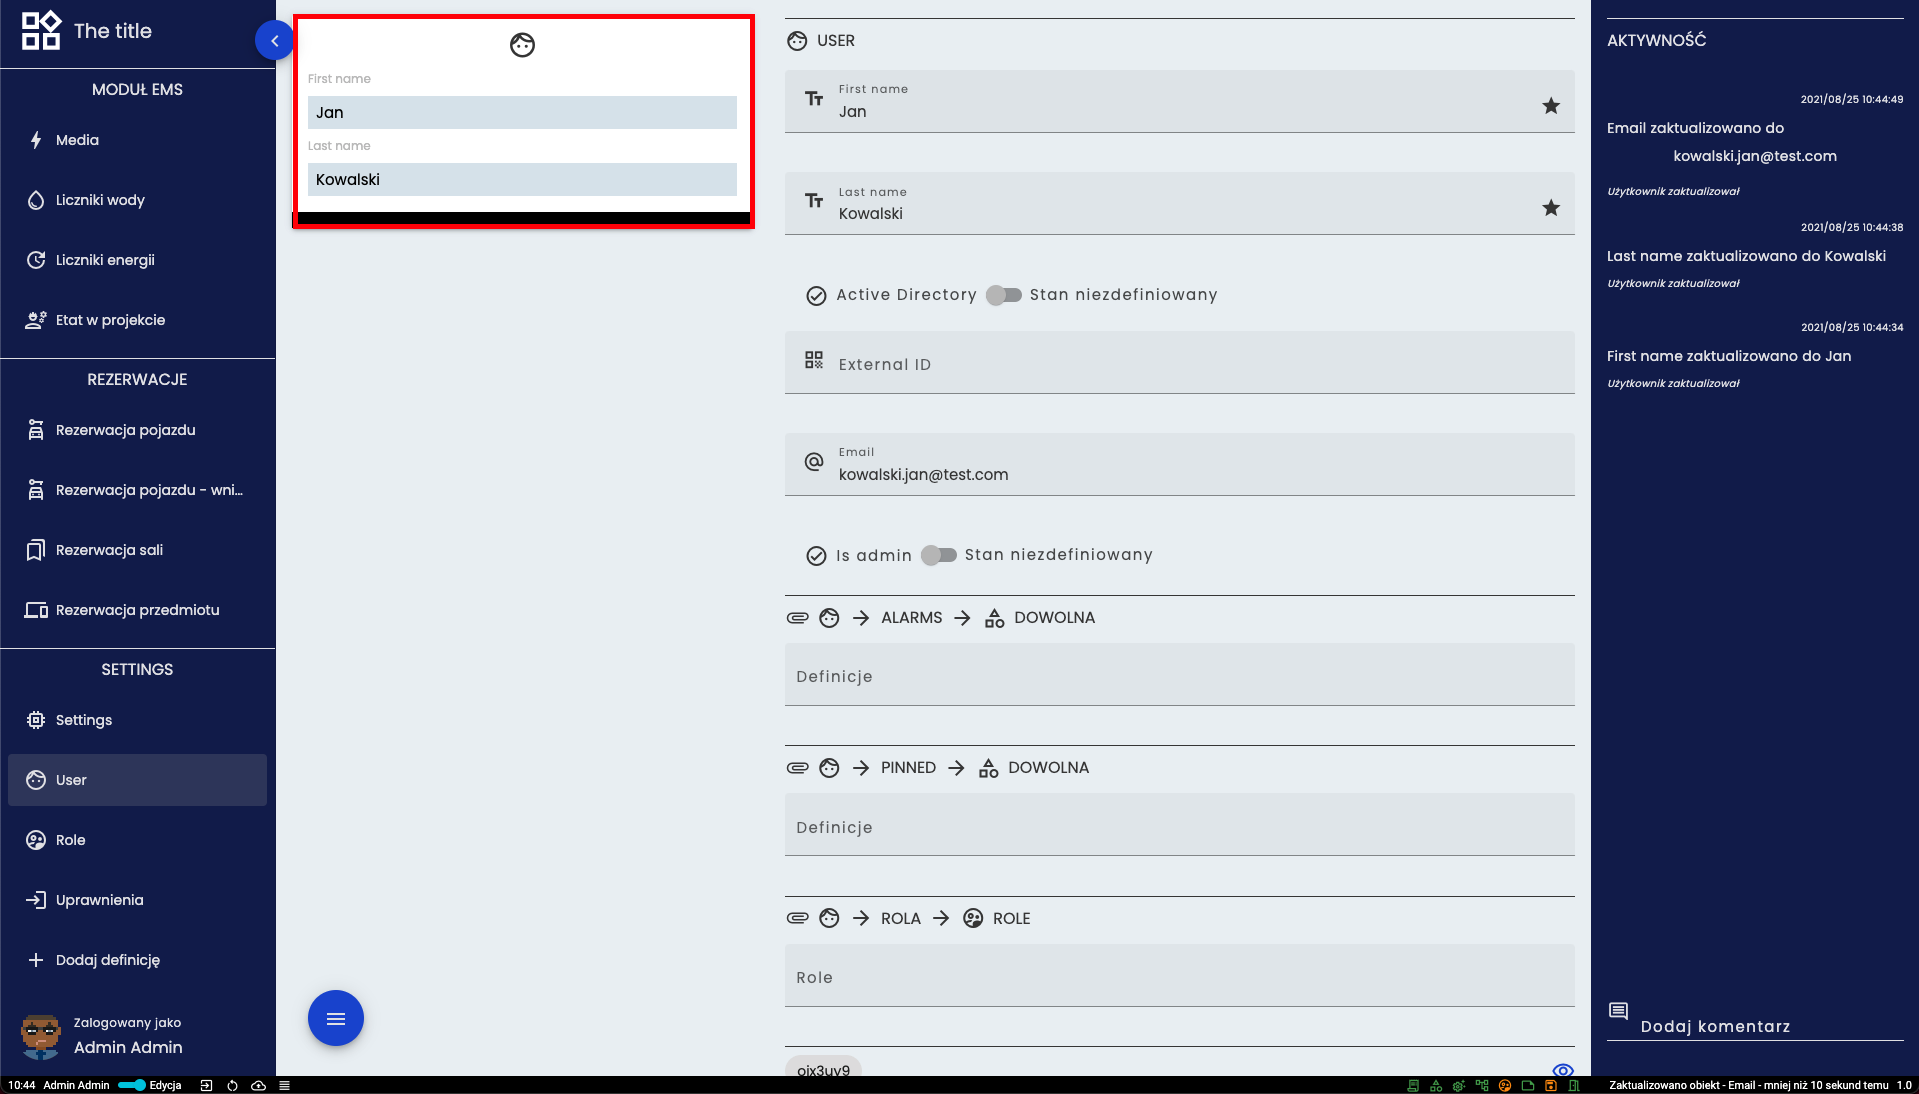 The title
MODUŁ EMS
Media
Liczniki wody
Liczniki energii
Etat w projekcie
REZERWACJE
Rezerwacja pojazdu
Rezerwacja pojazdu - wni...
Rezerwacja sali
Rezerwacja przedmiotu
SETTINGS
Settings
User
Role
Uprawnienia
Dodaj definicję
Zalogowany jako
Admin Admin
First name
Jan
Last name
Kowalski
USER
First name
Jan
Last name
Kowalski
Active Directory Stan niezdefiniowany
External ID
Email
kowalski.jan@test.com
Is admin Stan niezdefiniowany
ALARMS DOWOLNA
Definicje
PINNED DOWOLNA
Definicje
ROLA ROLE
Role
ojx3uv9
AKTYWNOŚĆ
2021/08/25 10:44:49
Email zaktualizowano do
kowalski.jan@test.com
Użytkownik zaktualizował
2021/08/25 10:44:38
Last name zaktualizowano do Kowalski
Użytkownik zaktualizował
2021/08/25 10:44:34
First name zaktualizowano do Jan
Użytkownik zaktualizował
Dodaj komentarz
10:44 Admin Admin Edycja
Zaktualizowano obiekt - Email - mniej niż 10 sekund temu 1.0